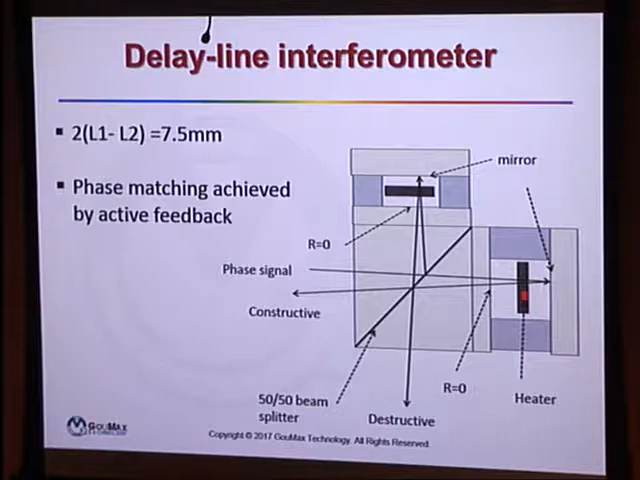 Delay-line interferometer
2(L1- L2) =7.5mm
Phase matching achieved
by active feedback
mirror
R=0
Phase signal
Constructive
50/50 beam
splitter
Destructive
R=0
Heater
GouMax
Copyright © 2017 GouMax Technology. All Rights Reserved